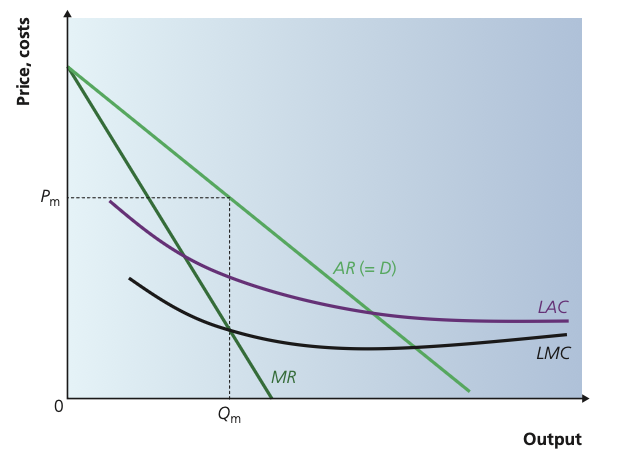 Price, costs
Pm
AR (= D)
LAC
LMC
MR
0
Qm
Output